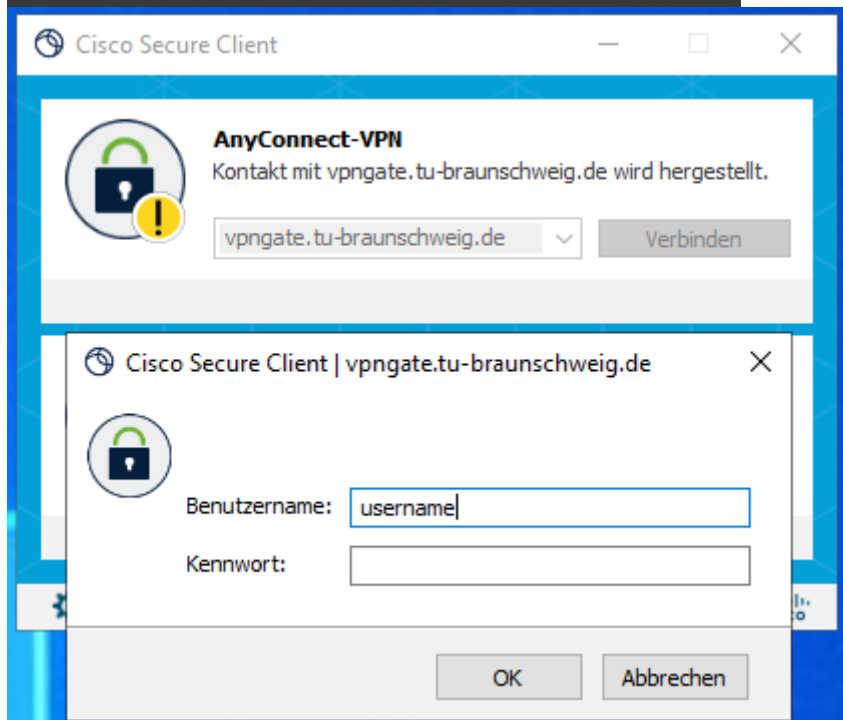 Cisco Secure Client
AnyConnect-VPN
Kontakt mit vpngate.tu-braunschweig.de wird hergestellt.
vpngate.tu-braunschweig.de
Verbinden
Cisco Secure Client | vpngate.tu-braunschweig.de
Benutzername:
username
Kennwort:
OK
Abbrechen